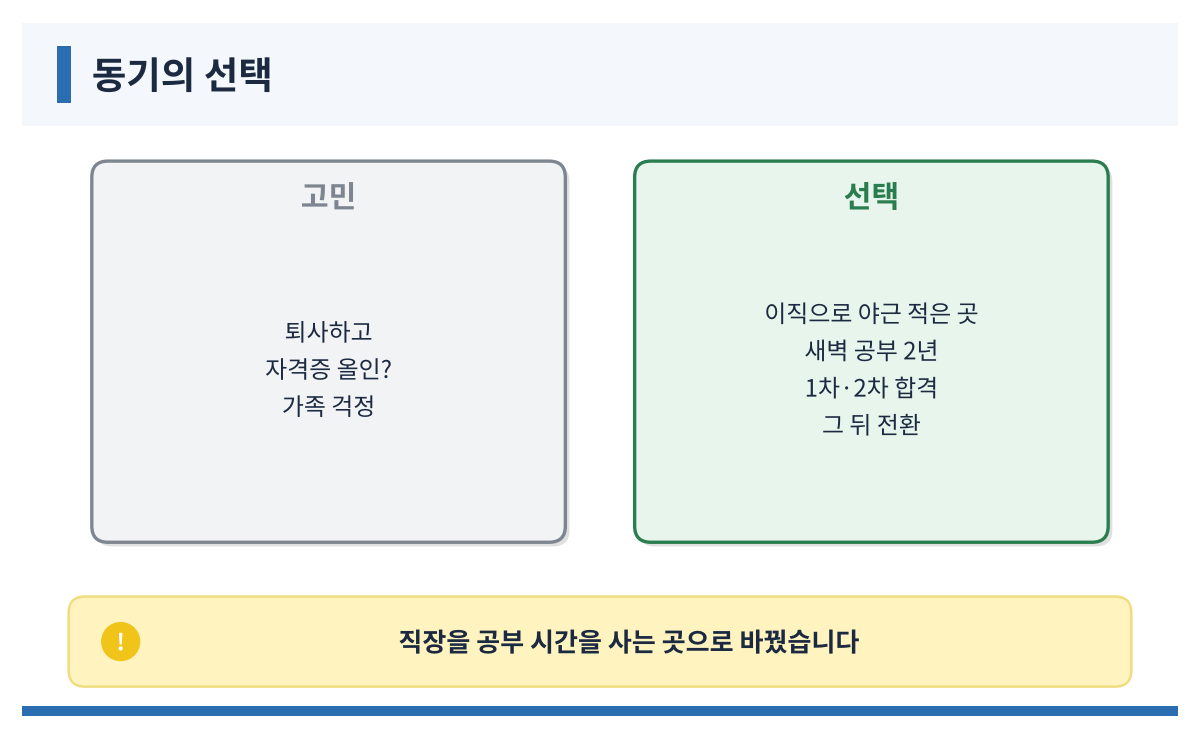 동기의 선택
고민
퇴사하고
자격증 올인?
가족 걱정
선택
이직으로 야근 적은 곳
새벽 공부 2년
1차·2차 합격
그 뒤 전환
!
직장을 공부 시간을 사는 곳으로 바꿨습니다